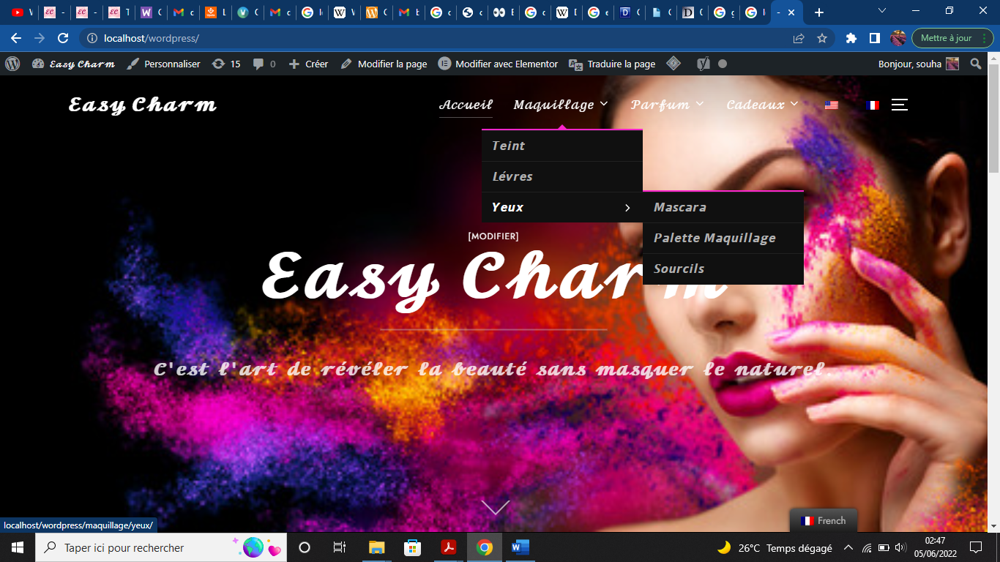 localhost/wordpress/
Mettre à jour
Easy Charm
Personnaliser
15
0
Créer
Modifier la page
Modifier avec Elementor
Traduire la page
Bonjour, souha
Easy Charm
Accueil
Maquillage
Parfum
Cadeaux
Teint
Lévres
Yeux
Mascara
Palette Maquillage
Sourcils
[MODIFIER]
Easy Charm
C'est l'art de révéler la beauté sans masquer le naturel.
French
localhost/wordpress/maquillage/yeux/
Taper ici pour rechercher
26°C Temps dégagé
02:47
05/06/2022